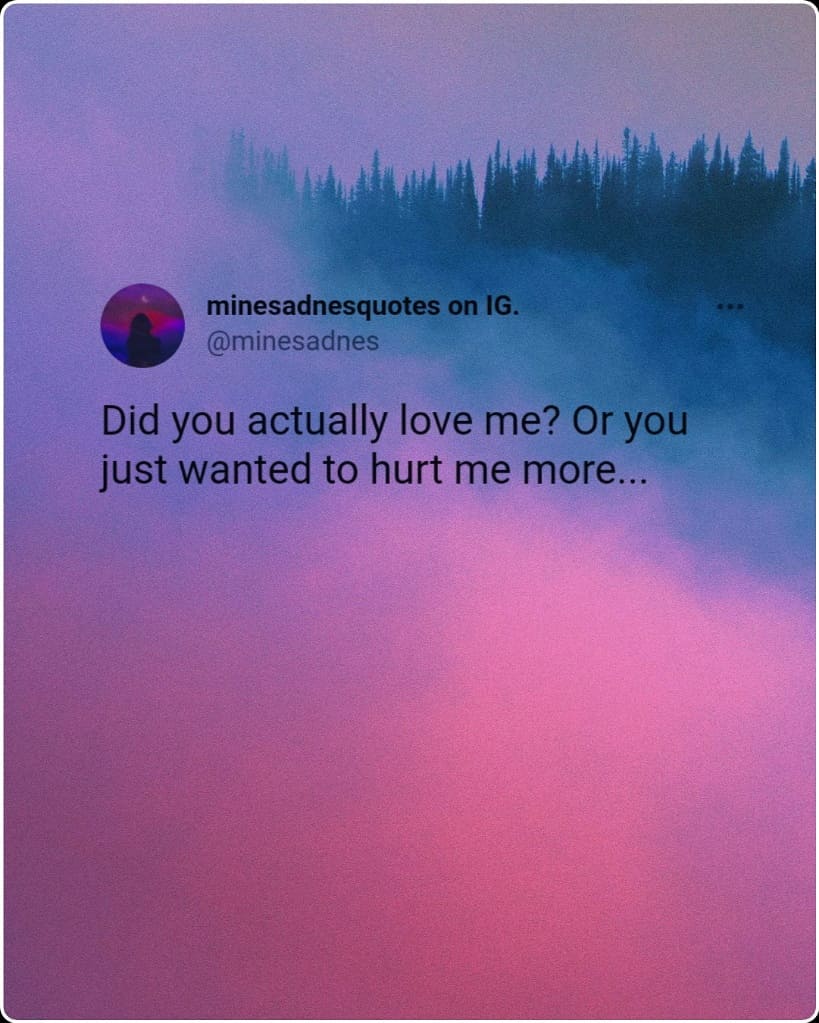 minesadnesquotes on IG.
@minesadnes
Did you actually love me? Or you
just wanted to hurt me more...